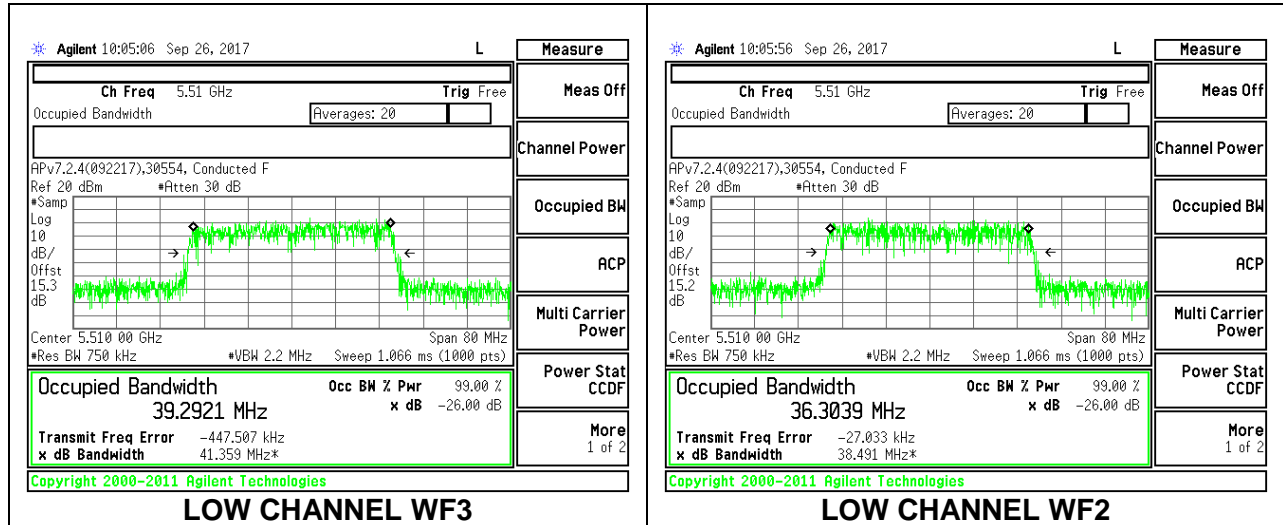 Agilent 10:05:06 Sep 26, 2017 L
Measure
Ch Freq 5.51 GHz Trig Free
Occupied Bandwidth Averages: 20
APv7.2.4(092217),30554, Conducted F
Ref 20 dBm #Atten 30 dB
#Samp
Log
10
dB/
Offst
15.3
dB
Center 5.510 00 GHz Span 80 MHz
#Res BW 750 kHz #VBW 2.2 MHz Sweep 1.066 ms (1000 pts)
Occupied Bandwidth Occ BW % Pwr 99.00 %
39.2921 MHz x dB -26.00 dB
Transmit Freq Error -447.507 kHz
x dB Bandwidth 41.359 MHz*
Meas Off
Channel Power
Occupied BW
ACP
Multi Carrier
Power
Power Stat
CCDF
More
1 of 2
Copyright 2000-2011 Agilent Technologies
LOW CHANNEL WF3
Agilent 10:05:56 Sep 26, 2017 L
Measure
Ch Freq 5.51 GHz Trig Free
Occupied Bandwidth Averages: 20
APv7.2.4(092217),30554, Conducted F
Ref 20 dBm #Atten 30 dB
#Samp
Log
10
dB/
Offst
15.2
dB
Center 5.510 00 GHz Span 80 MHz
#Res BW 750 kHz #VBW 2.2 MHz Sweep 1.066 ms (1000 pts)
Occupied Bandwidth Occ BW % Pwr 99.00 %
36.3039 MHz x dB -26.00 dB
Transmit Freq Error -27.033 kHz
x dB Bandwidth 38.491 MHz*
Meas Off
Channel Power
Occupied BW
ACP
Multi Carrier
Power
Power Stat
CCDF
More
1 of 2
Copyright 2000-2011 Agilent Technologies
LOW CHANNEL WF2